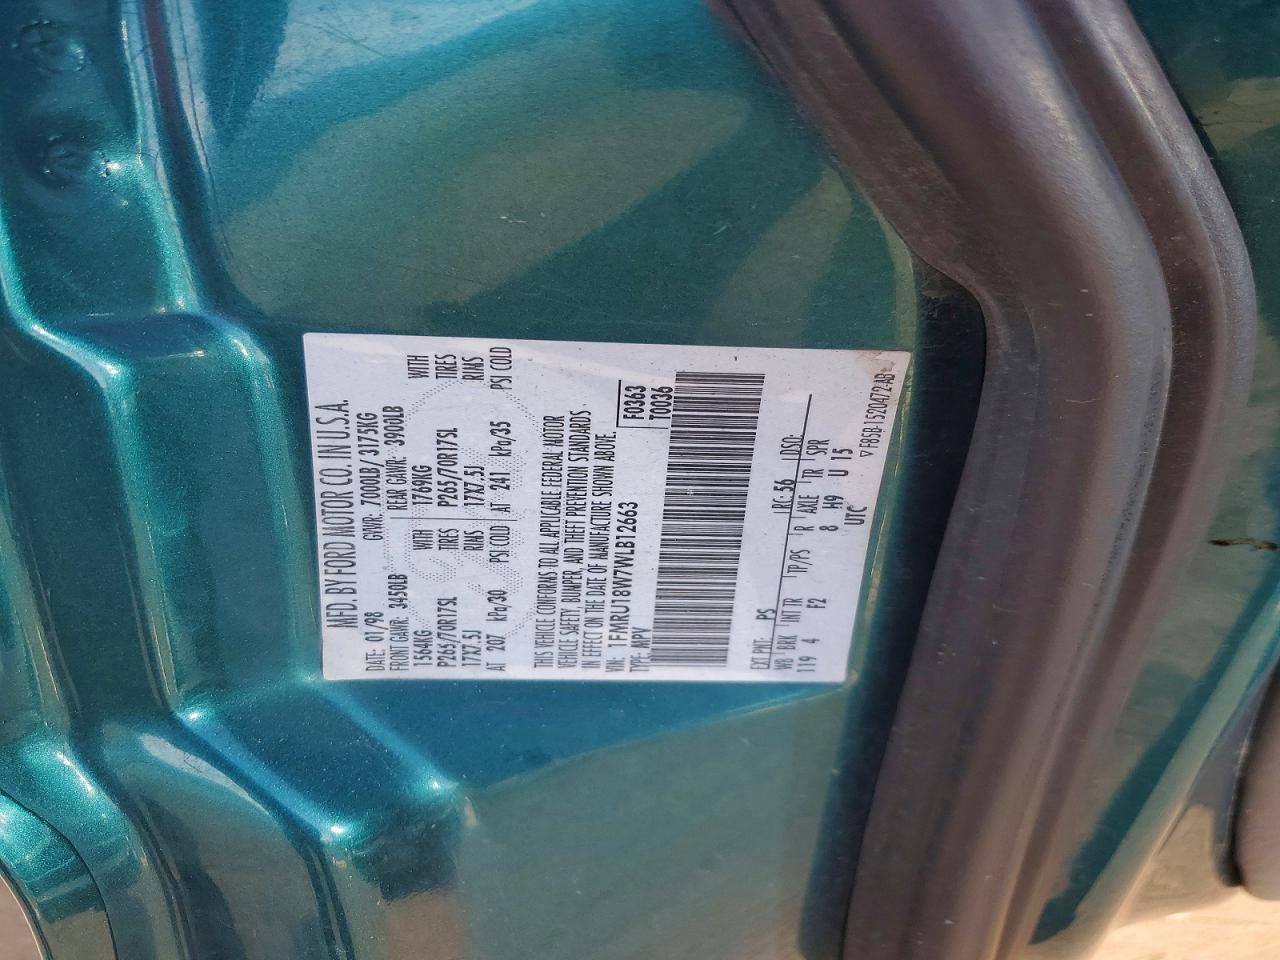 MFD. BY FORD MOTOR CO. IN U.S.A.
DATE: 01/98 GVWR: 7000LB/ 3175KG
FRONT GAWR: 3450LB REAR GAWR: 3900LB
1564KG WITH 1769KG WITH
P265/70R17SL TIRES P265/70R17SL TIRES
17X7.5J RIMS 17X7.5J RIMS
AT 207 kPa/30 PSI COLD AT 241 kPa/35 PSI COLD
THIS VEHICLE CONFORMS TO ALL APPLICABLE FEDERAL MOTOR
VEHICLE SAFETY, BUMPER, AND THEFT PREVENTION STANDARDS
IN EFFECT ON THE DATE OF MANUFACTURE SHOWN ABOVE.
VIN: 1FMRU18W7WLB12663 F0363
TYPE: MPV T0036
EXT PNT: PS RC: 56 DSO:
WB BRK INT TR TP/PS R AXLE TR SPR
119 4 F2 8 H9 U 15
UTC
▽F85B-1520472-AB